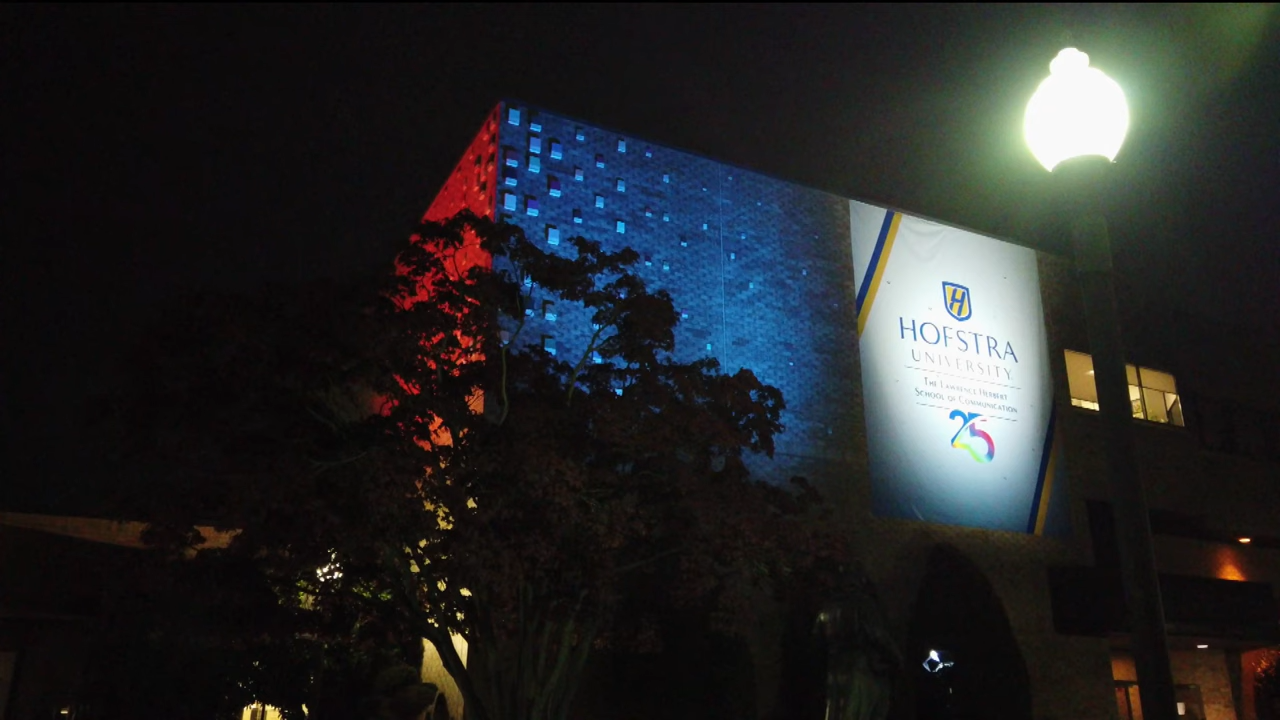 H
HOFSTRA
UNIVERSITY
THE LAWRENCE HERBERT
SCHOOL OF COMMUNICATION
25